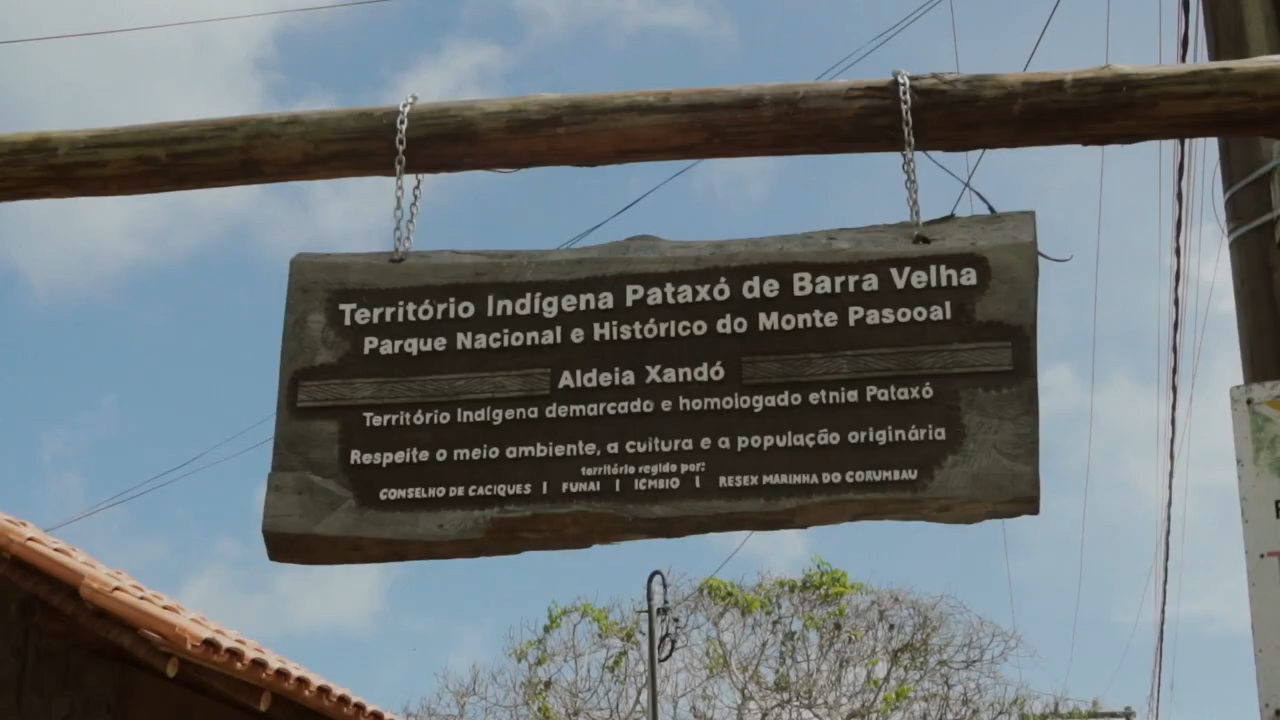 Território Indígena Pataxó de Barra Velha
Parque Nacional e Histórico do Monte Pasooal
Aldeia Xandó
Território Indígena demarcado e homologado etnia Pataxó
Respeite o meio ambiente, a cultura e a população originária
território regido por:
CONSELHO DE CACIQUES | FUNAI | ICMBIO | RESEX MARINHA DO CORUMBAU